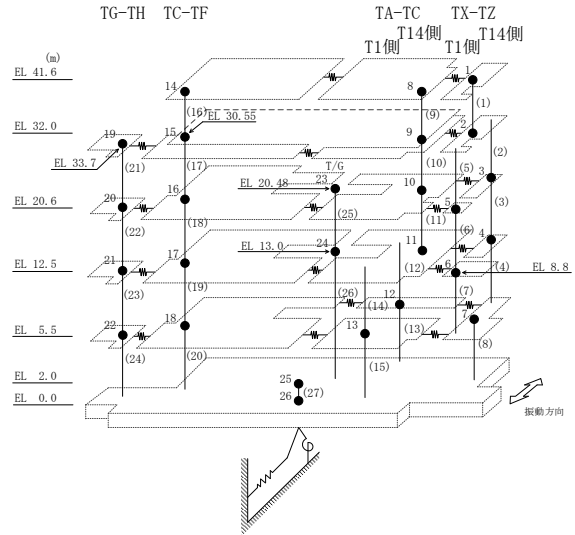 TG-TH TC-TF TA-TC TX-TZ
T14側 T14側
T1側 T1側
(m)
EL 41.6
14 8 1
(16) (9) (1)
EL 32.0
EL 30.55
19 15 9 2
EL 33.7
(21) (17) (10) (2)
T/G
EL 20.48
23 (5) 3
20 16 10 (3)
EL 20.6
(22) (18) (25) (11) 5
EL 13.0
24 11 (6) 4
21 17 (12) 6 (4)
EL 12.5
EL 8.8
(23) (19) (26) (14) 12 (7)
22 18 13 (13) 7
EL 5.5
(24) (20) (15) (8)
EL 2.0
25
EL 0.0
26 (27)
振動方向